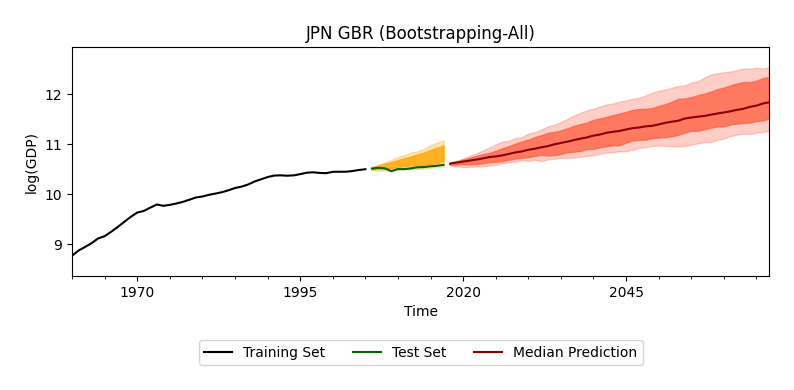 JPN GBR (Bootstrapping-All)
log(GDP)
12
11
10
9
1970
1995
2020
2045
Time
Training Set
Test Set
Median Prediction